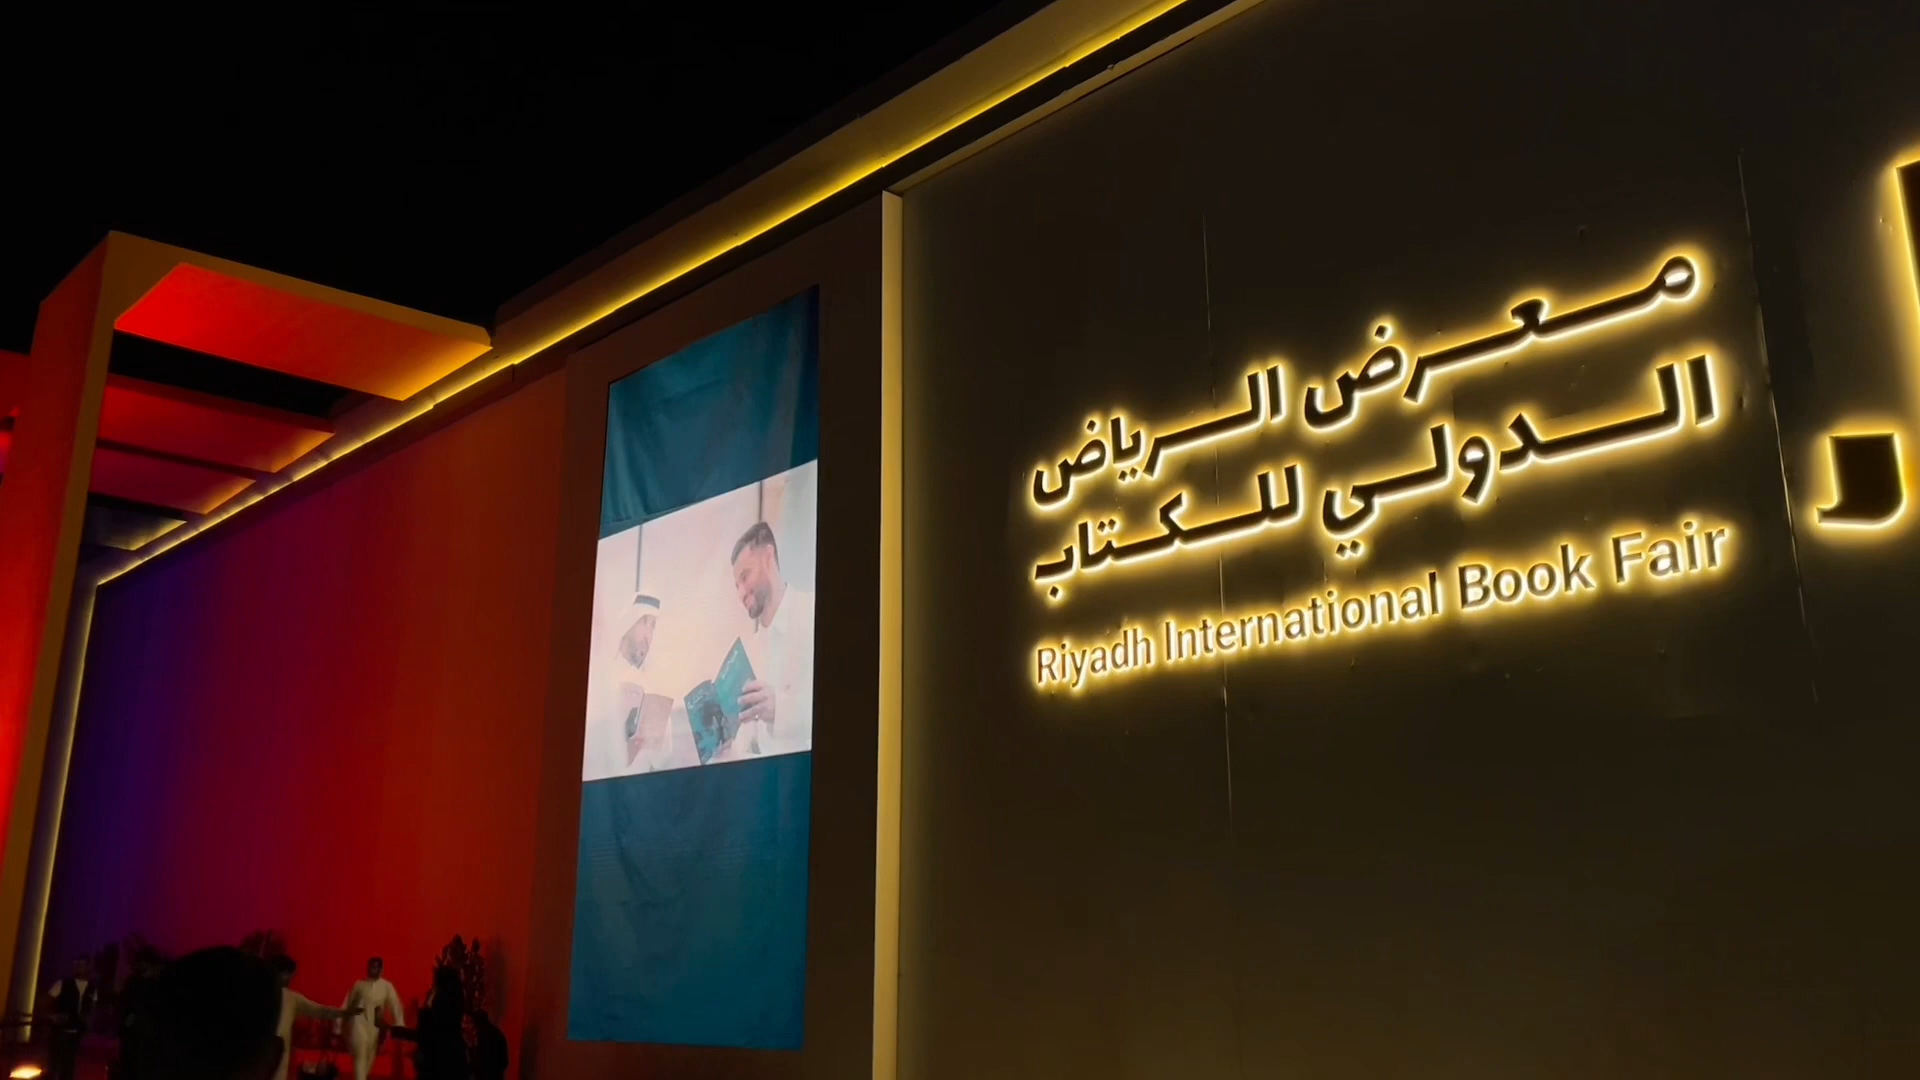 معرض الرياض
الدولي للكتاب
Riyadh International Book Fair